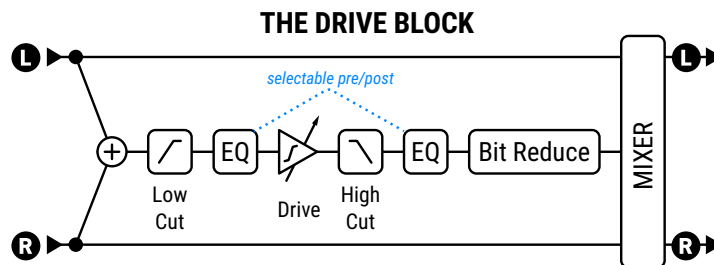 THE DRIVE BLOCK
L
L
selectable pre/post
EQ
EQ
Bit Reduce
MIXER
Low
Cut
Drive
High
Cut
R
R